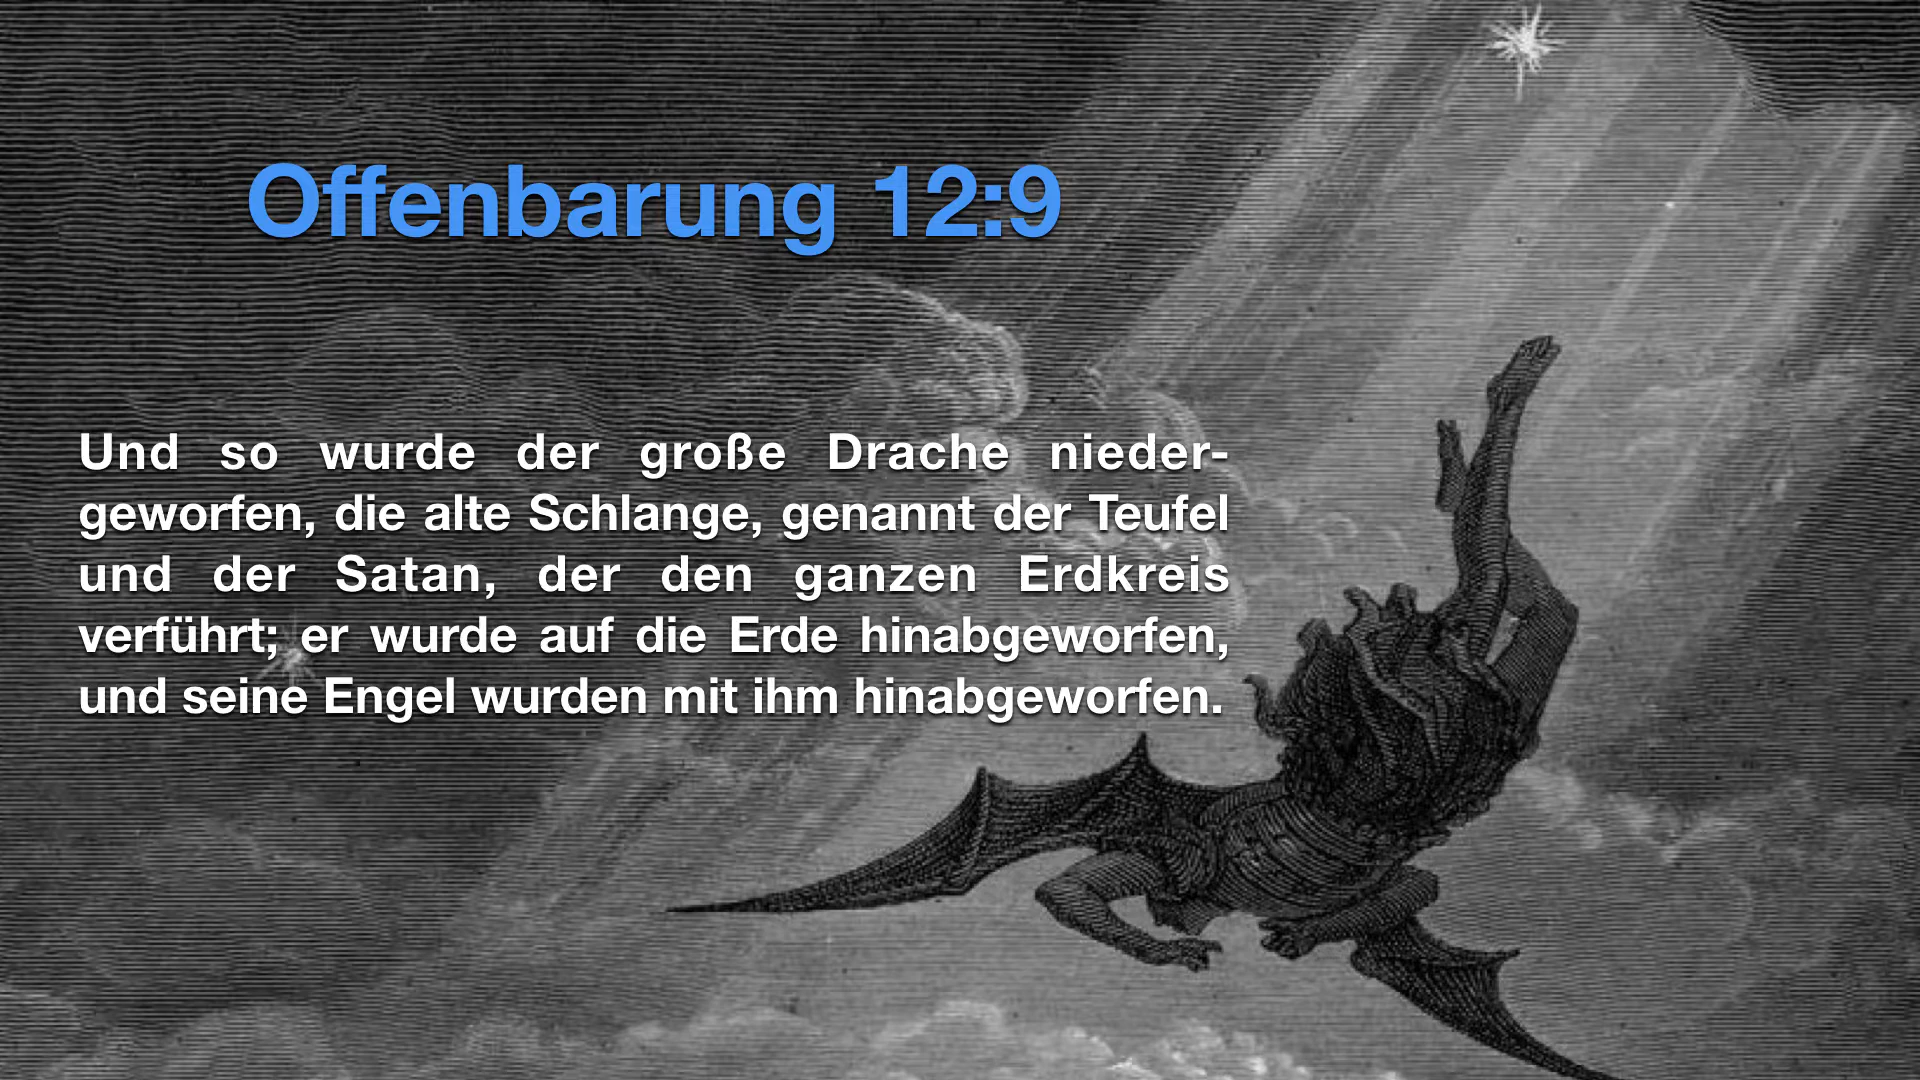 Offenbarung 12:9
Und so wurde der große Drache nieder-
geworfen, die alte Schlange, genannt der Teufel
und der Satan, der den ganzen Erdkreis
verführt; er wurde auf die Erde hinabgeworfen,
und seine Engel wurden mit ihm hinabgeworfen.